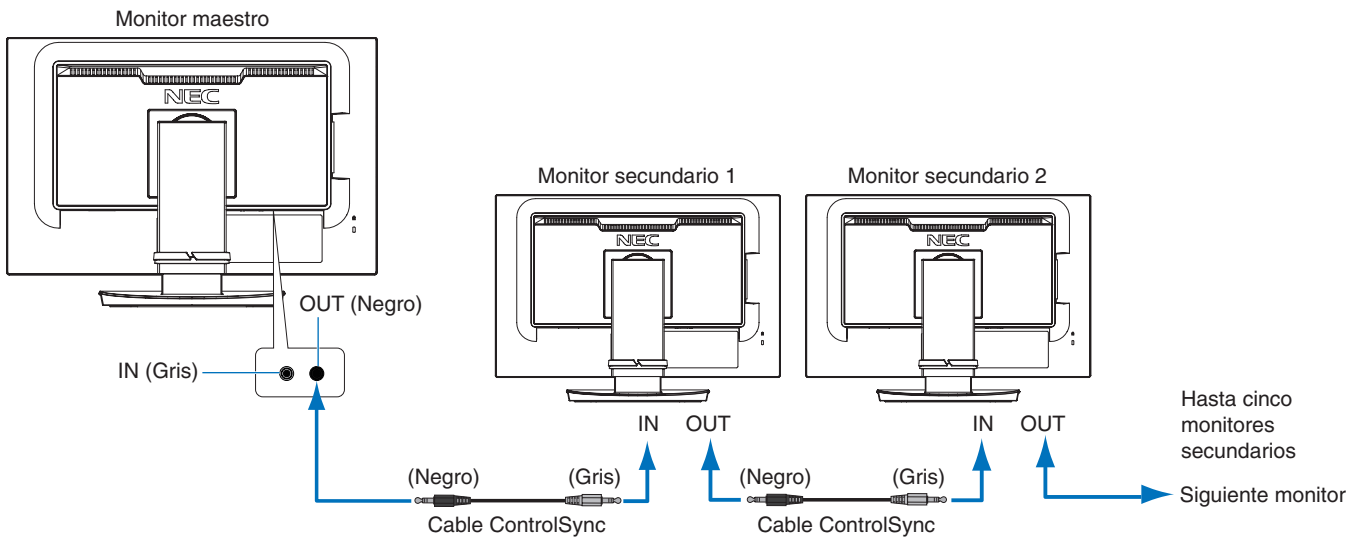 Monitor maestro
NEC
Monitor secundario 1
Monitor secundario 2
NEC
NEC
OUT (Negro)
IN (Gris)
IN
OUT
IN
OUT
Hasta cinco
monitores
secundarios
(Negro)
(Gris)
(Negro)
(Gris)
Siguiente monitor
Cable ControlSync
Cable ControlSync